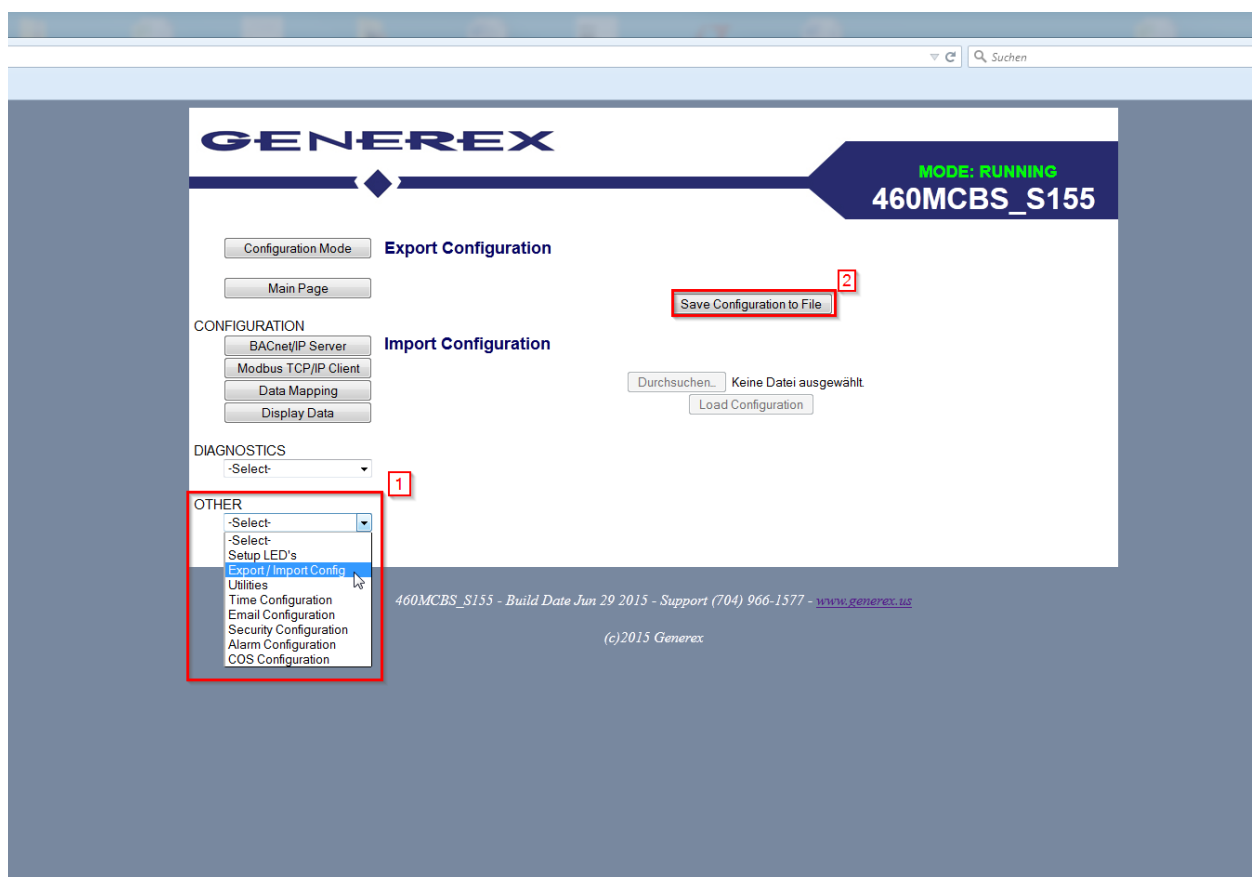 Suchen
GENEREX
MODE: RUNNING
460MCBS_S155
Configuration Mode
Export Configuration
2
Main Page
Save Configuration to File
CONFIGURATION
BACnet/IP Server
Import Configuration
Modbus TCP/IP Client
Durchsuchen_ Keine Datei ausgewählt.
Data Mapping
Load Configuration
Display Data
DIAGNOSTICS
-Select-
1
OTHER
-Select-
-Select-
Setup LED's
Export / Import Config
Utilities
Time Configuration
Email Configuration
Security Configuration
Alarm Configuration
COS Configuration
460MCBS_S155 - Build Date Jun 29 2015 - Support (704) 966-1577 - www.generex.us
(c)2015 Generex